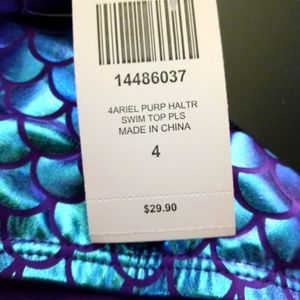 14486037
4ARIEL PURP HALTR
SWIM TOP PLS
MADE IN CHINA
4
$29.90